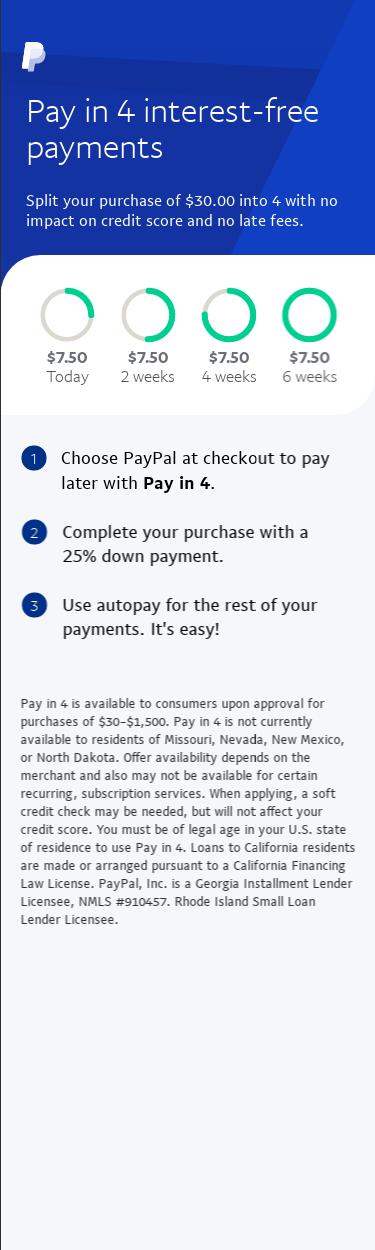 Pay in 4 interest-free
payments
Split your purchase of $30.00 into 4 with no
impact on credit score and no late fees.
$7.50 $7.50 $7.50 $7.50
Today 2 weeks 4 weeks 6 weeks
1 Choose PayPal at checkout to pay
later with Pay in 4.
2 Complete your purchase with a
25% down payment.
3 Use autopay for the rest of your
payments. It's easy!
Pay in 4 is available to consumers upon approval for
purchases of $30-$1,500. Pay in 4 is not currently
available to residents of Missouri, Nevada, New Mexico,
or North Dakota. Offer availability depends on the
merchant and also may not be available for certain
recurring, subscription services. When applying, a soft
credit check may be needed, but will not affect your
credit score. You must be of legal age in your U.S. state
of residence to use Pay in 4. Loans to California residents
are made or arranged pursuant to a California Financing
Law License. PayPal, Inc. is a Georgia Installment Lender
Licensee, NMLS #910457. Rhode Island Small Loan
Lender Licensee.